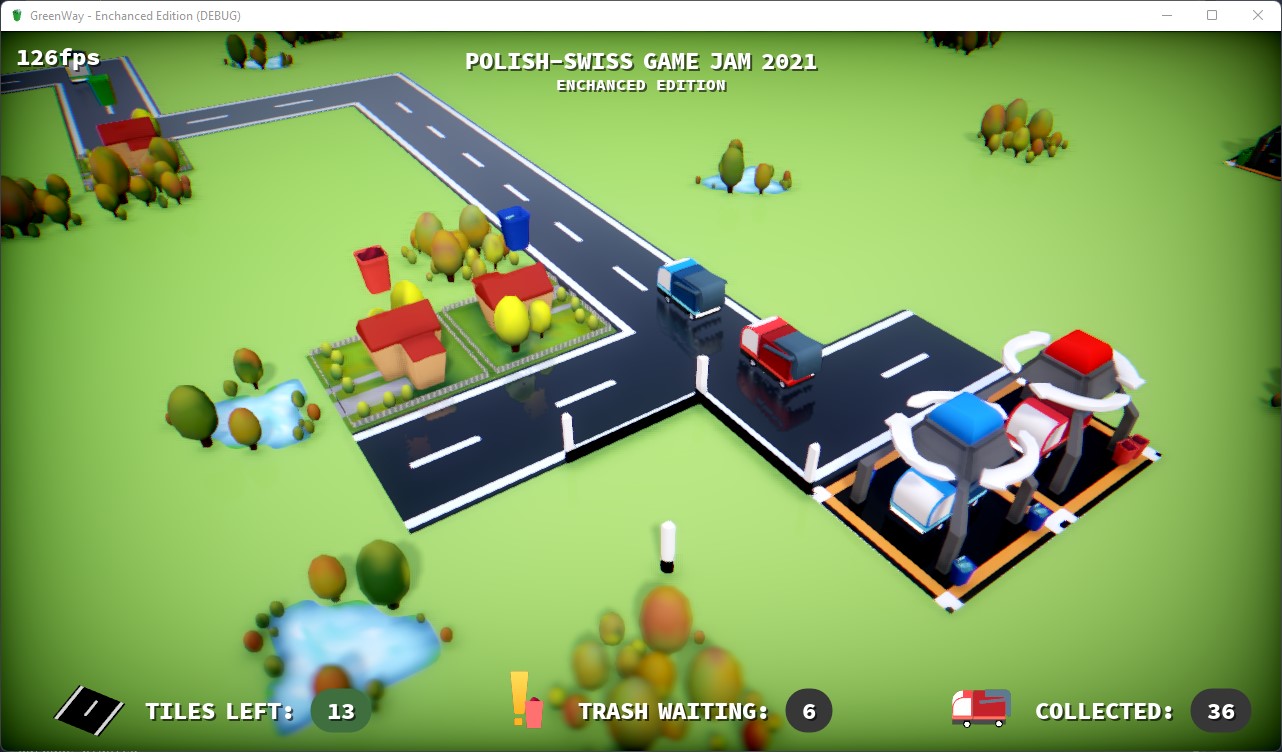 GreenWay - Enchanced Edition (DEBUG)
126fps
POLISH-SWISS GAME JAM 2021
ENCHANCED EDITION
TILES LEFT: 13
TRASH WAITING: 6
COLLECTED: 36